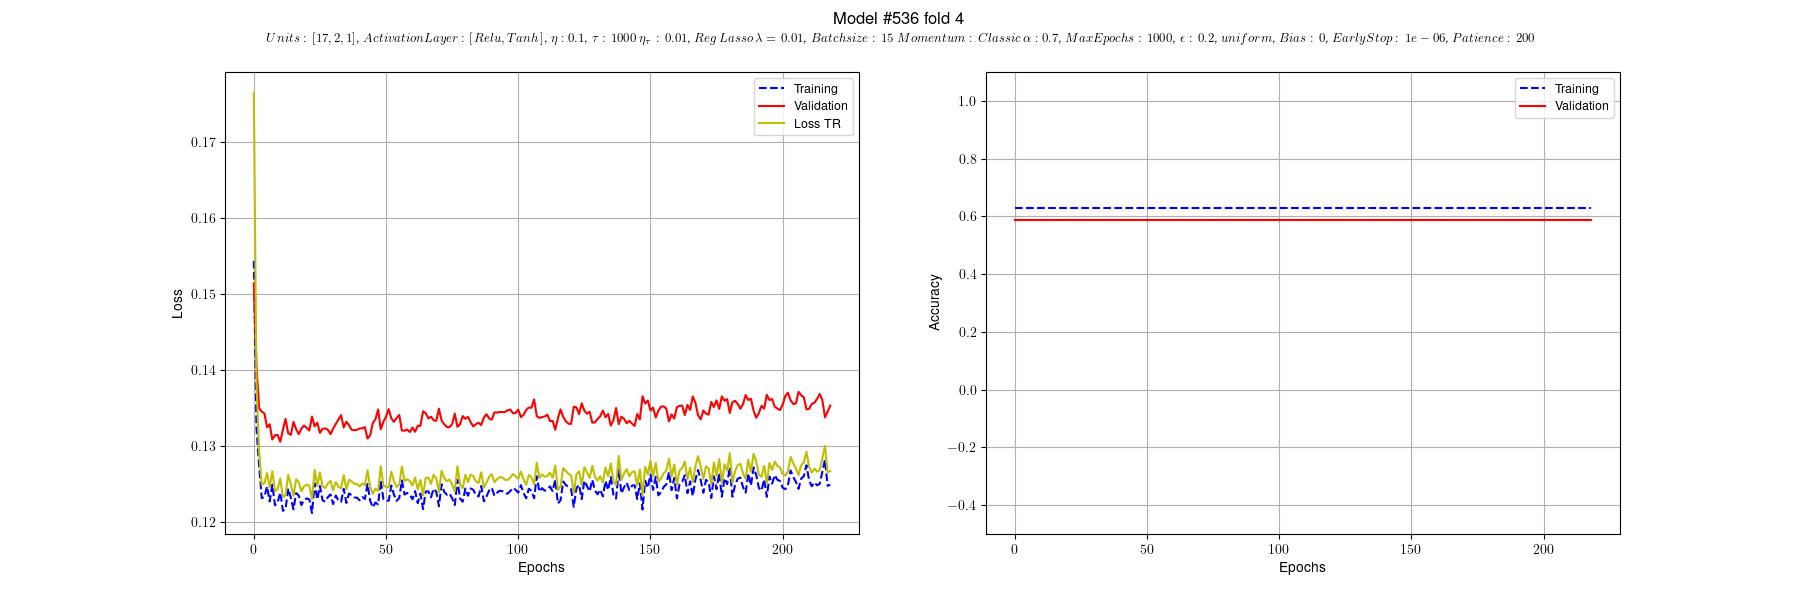 Model #536 fold 4
Units : [17, 2, 1], ActivationLayer : [Relu, Tanh], η : 0.1, τ : 1000 η_τ : 0.01, Reg Lasso λ = 0.01, Batchsize : 15 Momentum : Classic α : 0.7, MaxEpochs : 1000, ϵ : 0.2, uniform, Bias : 0, EarlyStop : 1e − 06, Patience : 200
Training
Validation
Loss TR
0.17
0.16
0.15
0.14
0.13
0.12
Loss
0
50
100
150
200
Epochs
Training
Validation
1.0
0.8
0.6
0.4
0.2
0.0
−0.2
−0.4
Accuracy
0
50
100
150
200
Epochs